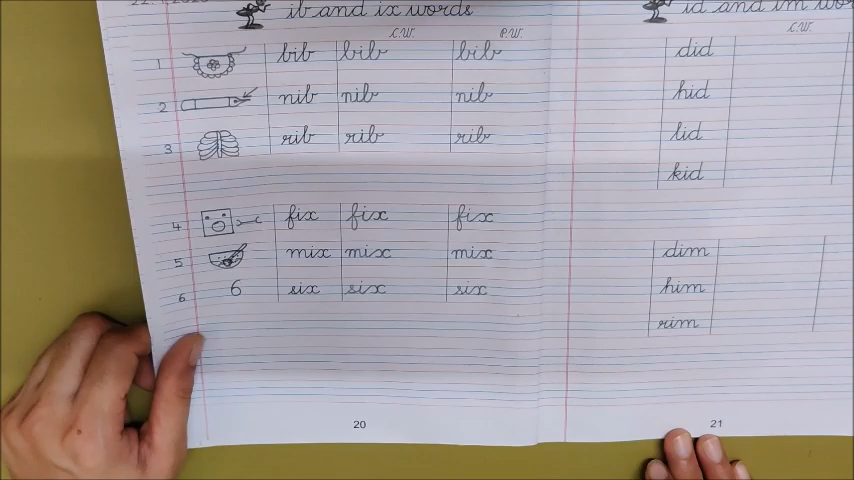 ib and ix words
C.W. P.W.
1 bib bib bib
2 nib nib nib
3 rib rib rib
4 fix fix fix
5 mix mix mix
6 6 six six six
20
id and im
C.W.
did
hid
lid
kid
dim
him
rim
21